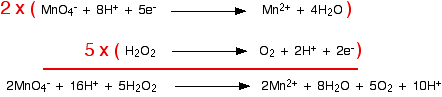 2 x ( MnO₄⁻ + 8H⁺ + 5e⁻ ⟶ Mn²⁺ + 4H₂O )
5 x ( H₂O₂ ⟶ O₂ + 2H⁺ + 2e⁻ )
2MnO₄⁻ + 16H⁺ + 5H₂O₂ ⟶ 2Mn²⁺ + 8H₂O + 5O₂ + 10H⁺